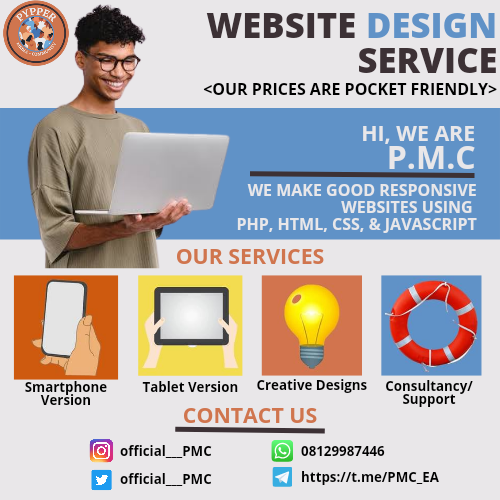 PYPPER
WEBSITE DESIGN
SERVICE
<OUR PRICES ARE POCKET FRIENDLY>
HI, WE ARE
P.M.C
WE MAKE GOOD RESPONSIVE
WEBSITES USING
PHP, HTML, CSS, & JAVASCRIPT
OUR SERVICES
Smartphone
Version
Tablet Version
Creative Designs
Consultancy/
Support
CONTACT US
official___PMC
08129987446
official___PMC
https://t.me/PMC_EA